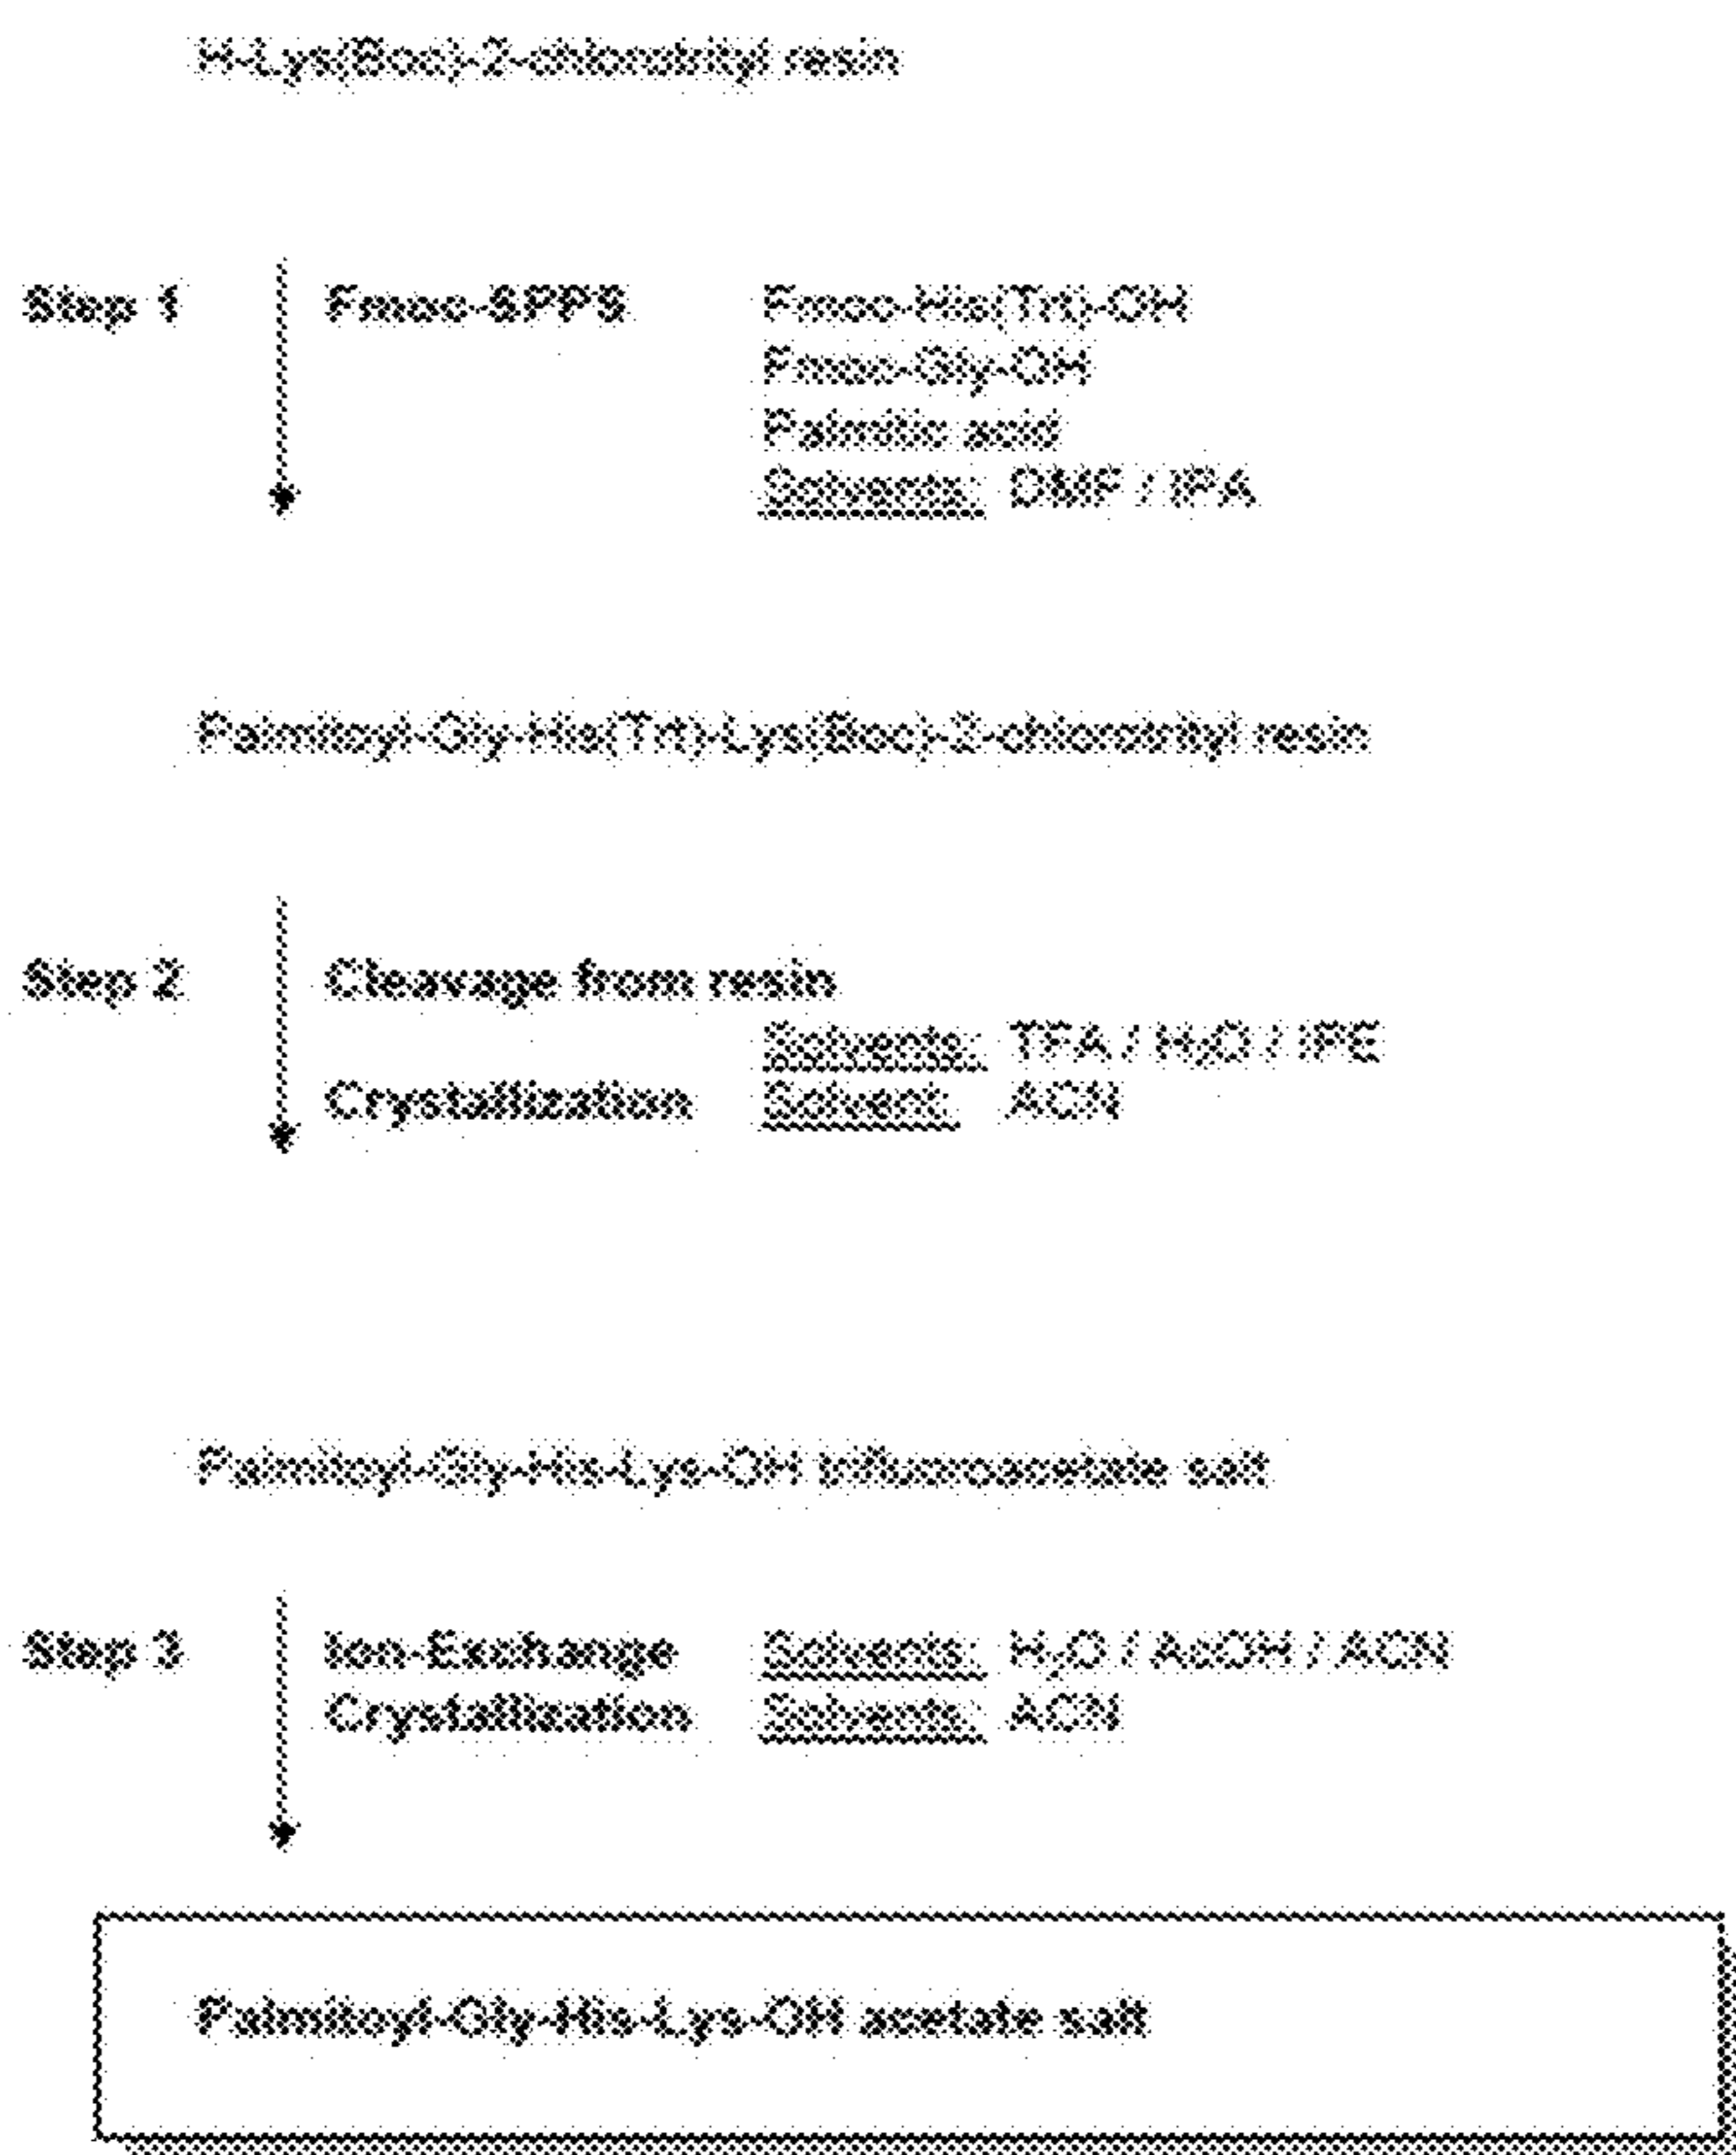 H-Lys(Boc)-2-chlorotrityl resin
Step 1 Fmoc-SPPS Fmoc-His(Trt)-OH
Fmoc-Gly-OH
Palmitic acid
Solvents: DMF / IPA
Palmitoyl-Gly-His(Trt)-Lys(Boc)-2-chlorotrityl resin
Step 2 Cleavage from resin
Solvents: TFA / H₂O / IPE
Crystallization Solvent: ACN
Palmitoyl-Gly-His-Lys-OH trifluoroacetate salt
Step 3 Ion-Exchange Solvents: H₂O / AcOH / ACN
Crystallization Solvents: ACN
Palmitoyl-Gly-His-Lys-OH acetate salt